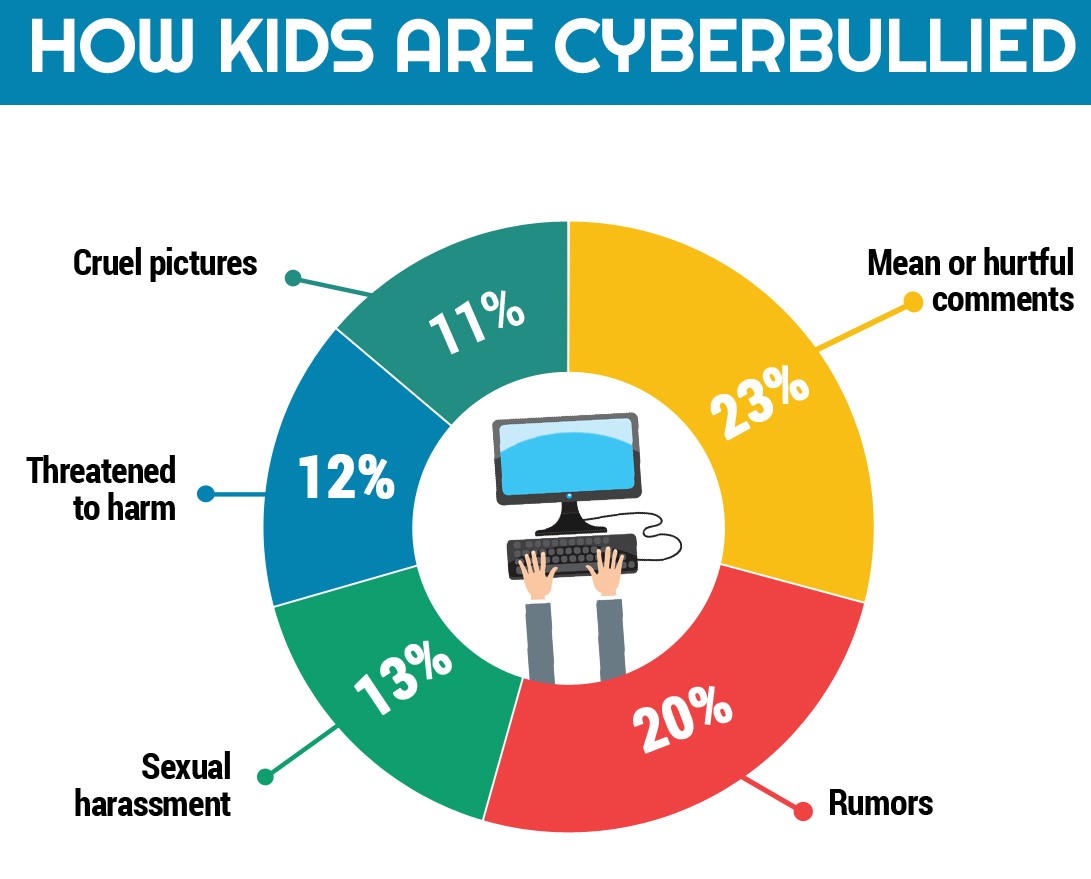 HOW KIDS ARE CYBERBULLIED
Cruel pictures
11%
Mean or hurtful
comments
23%
Threatened
to harm
12%
13%
Sexual
harassment
20%
Rumors